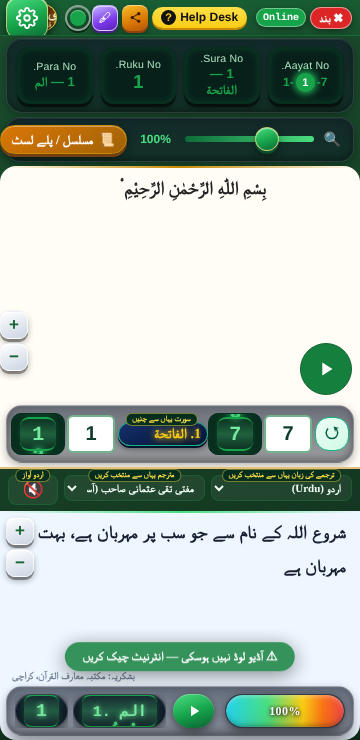 Help Desk
Online
✖ بند
Para No.
1 — الم
Ruku No.
1
Sura No.
1 —
الفاتحة
Aayat No.
1- 1 -7
مسلسل / پلے لسٹ
100%
بِسْمِ اللّٰهِ الرَّحْمٰنِ الرَّحِيْمِ
+
−
سورت یہاں سے چنیں
1
1
1. الفاتحة
7
7
اردو آواز
مترجم یہاں سے منتخب کریں
ترجمے کی زبان یہاں سے منتخب کریں
مفتی تقی عثمانی صاحب
اردو (Urdu)
+
−
شروع اللہ کے نام سے جو سب پر مہربان ہے، بہت
مہربان ہے
⚠ آڈیو لوڈ نہیں ہوسکی — انٹرنیٹ چیک کریں
بشکریہ: مکتبہ معارف القرآن، کراچی
1
1. الم
100%